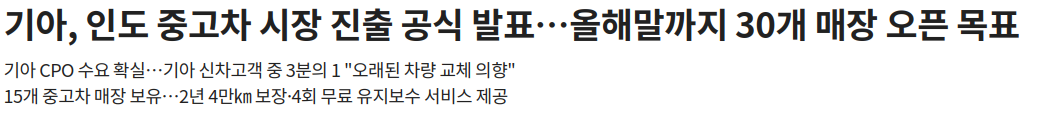 기아, 인도 중고차 시장 진출 공식 발표…올해말까지 30개 매장 오픈 목표
기아 CPO 수요 확실…기아 신차고객 중 3분의 1 "오래된 차량 교체 의향"
15개 중고차 매장 보유…2년 4만㎞ 보장·4회 무료 유지보수 서비스 제공